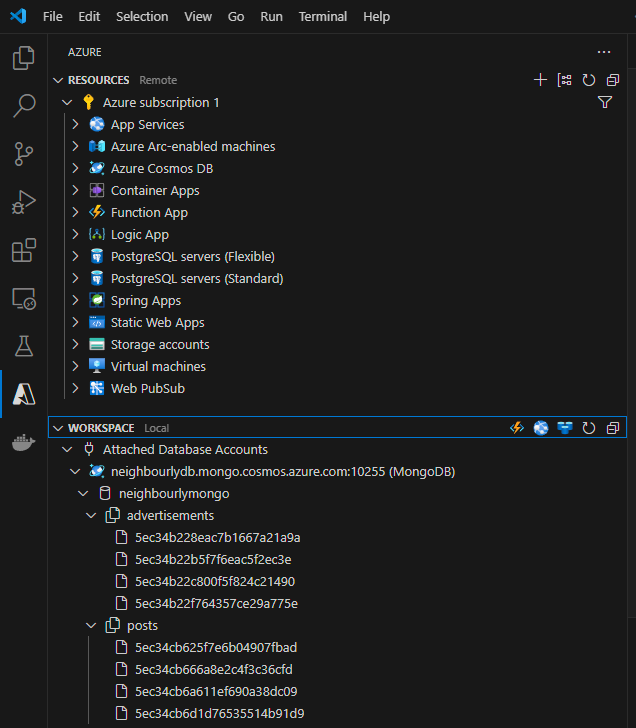 File Edit Selection View Go Run Terminal Help
AZURE
RESOURCES Remote
Azure subscription 1
App Services
Azure Arc-enabled machines
Azure Cosmos DB
Container Apps
Function App
Logic App
PostgreSQL servers (Flexible)
PostgreSQL servers (Standard)
Spring Apps
Static Web Apps
Storage accounts
Virtual machines
Web PubSub
WORKSPACE Local
Attached Database Accounts
neighbourlydb.mongo.cosmos.azure.com:10255 (MongoDB)
neighbourlymongo
advertisements
5ec34b228eac7b1667a21a9a
5ec34b22b5f7f6eac5f2ec3e
5ec34b22c800f5f824c21490
5ec34b22f764357ce29a775e
posts
5ec34cb625f7e6b04907fbad
5ec34cb666a8e2c4f3c36cfd
5ec34cb6a611ef690a38dc09
5ec34cb6d1d76535514b91d9